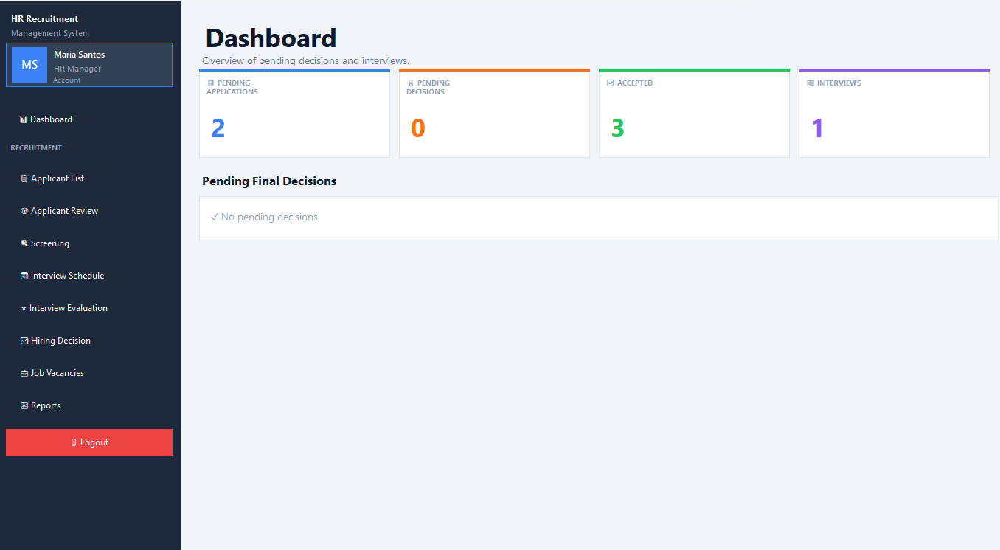 HR Recruitment
Management System
MS
Maria Santos
HR Manager
Account
Dashboard
RECRUITMENT
Applicant List
Applicant Review
Screening
Interview Schedule
Interview Evaluation
Hiring Decision
Job Vacancies
Reports
Logout
Dashboard
Overview of pending decisions and interviews.
PENDING
APPLICATIONS
2
PENDING
DECISIONS
0
ACCEPTED
3
INTERVIEWS
1
Pending Final Decisions
✓ No pending decisions